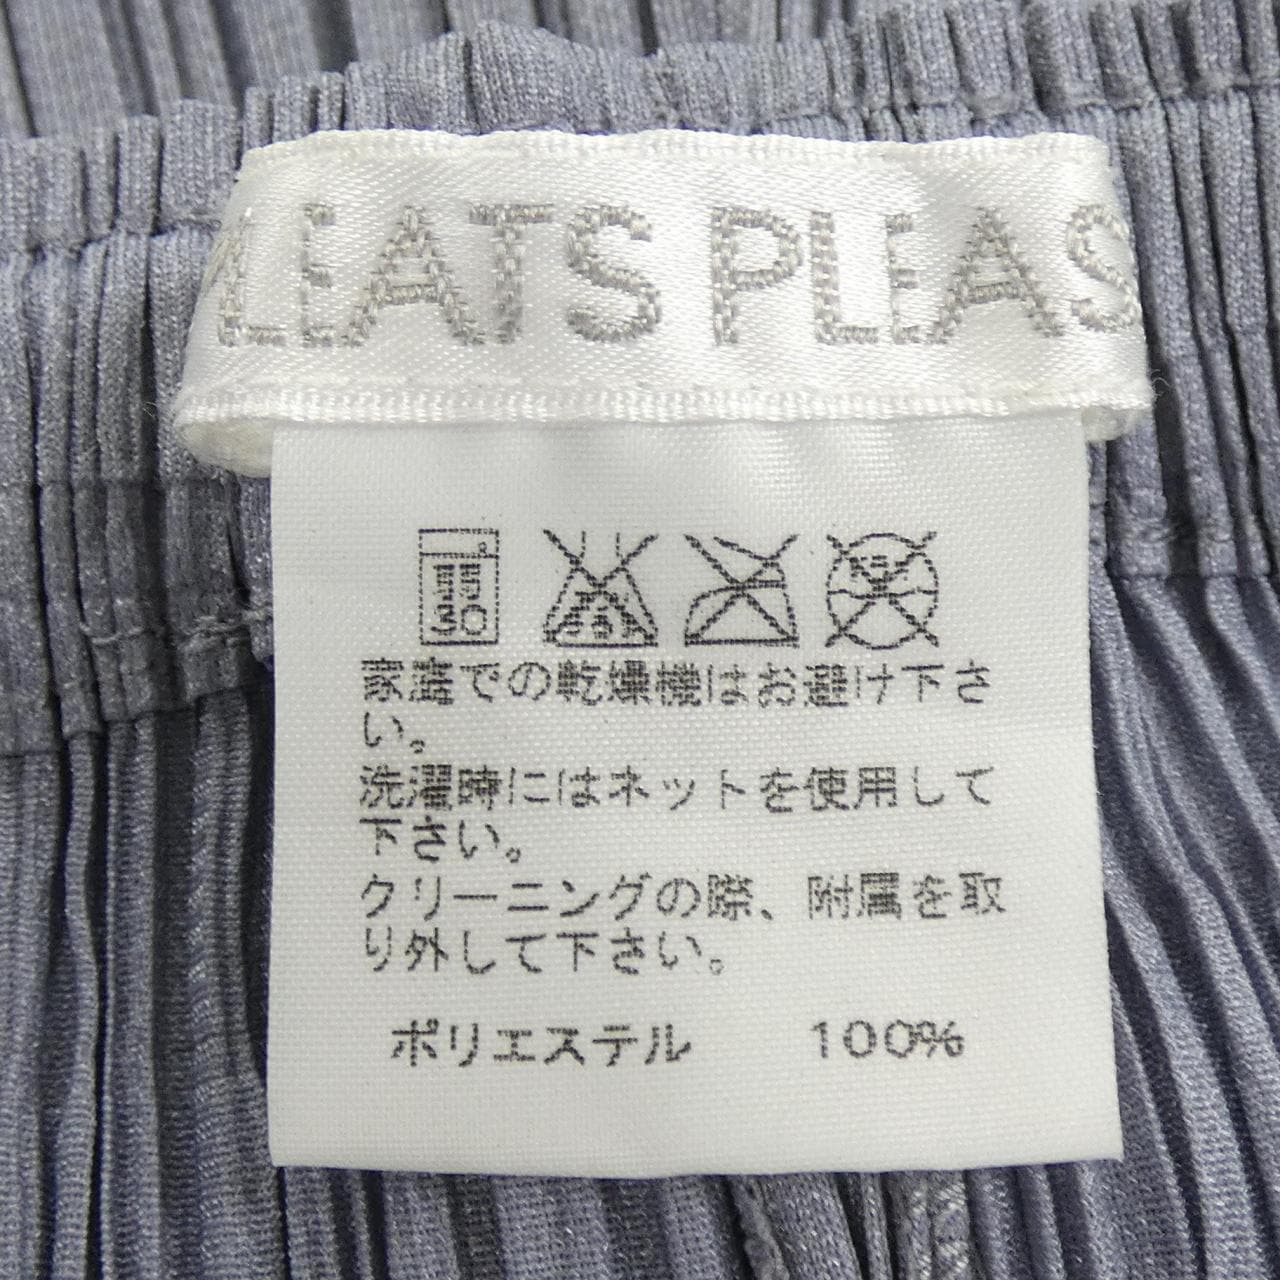 LEATS PLEAS
弱
30
家庭での乾燥機はお避け下さ
い。
洗濯時にはネットを使用して
下さい。
クリーニングの際、附属を取
り外して下さい。
ポリエステル 100%